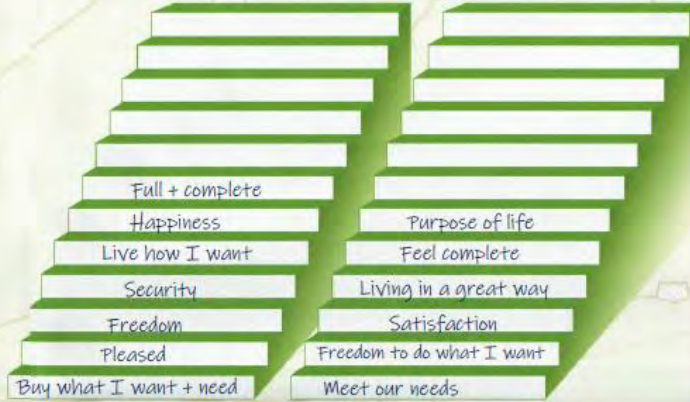 Full + complete
Happiness
Live how I want
Security
Freedom
Pleased
Buy what I want + need
Purpose of life
Feel complete
Living in a great way
Satisfaction
Freedom to do what I want
Meet our needs